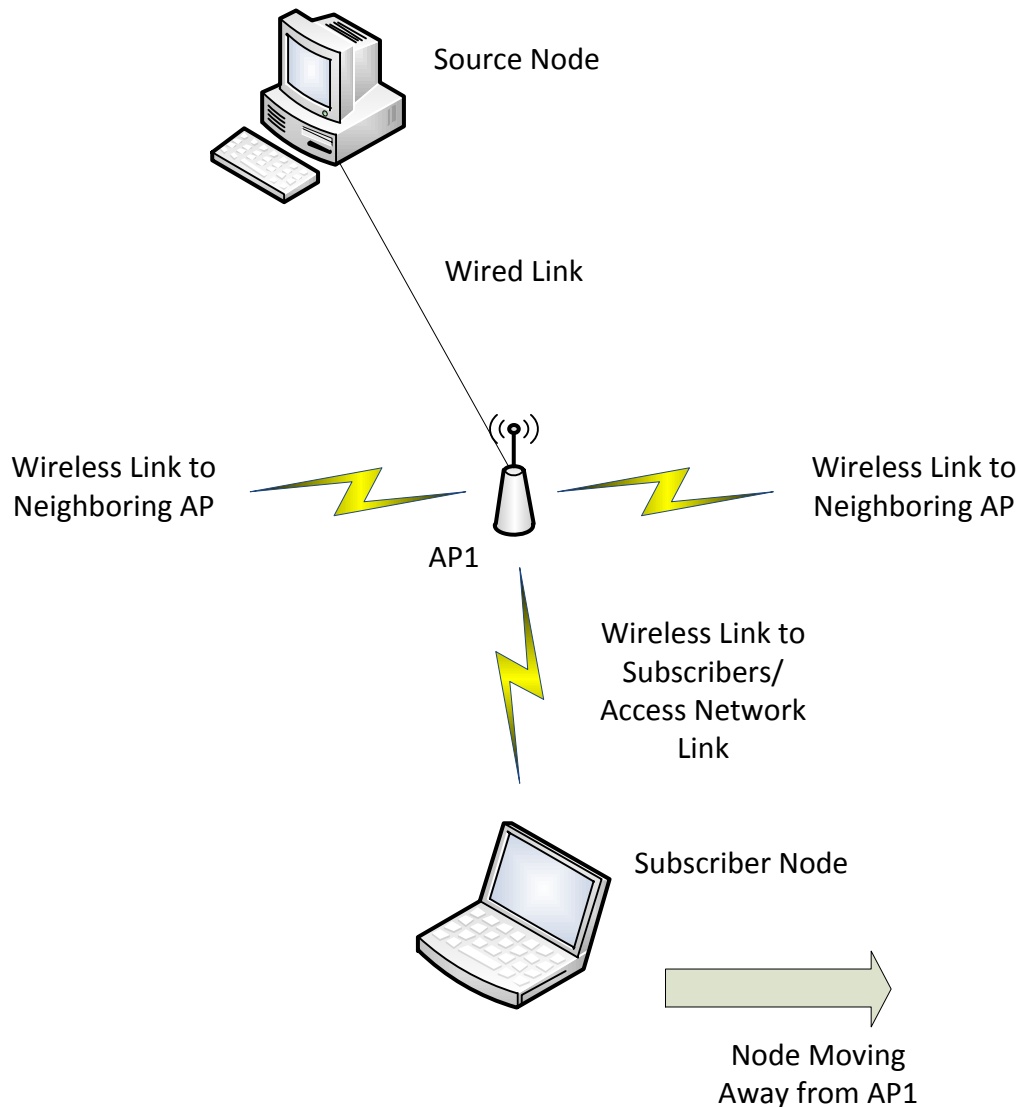 Source Node
Wired Link
Wireless Link to
Neighboring AP
Wireless Link to
Neighboring AP
AP1
Wireless Link to
Subscribers/
Access Network
Link
Subscriber Node
Node Moving
Away from AP1